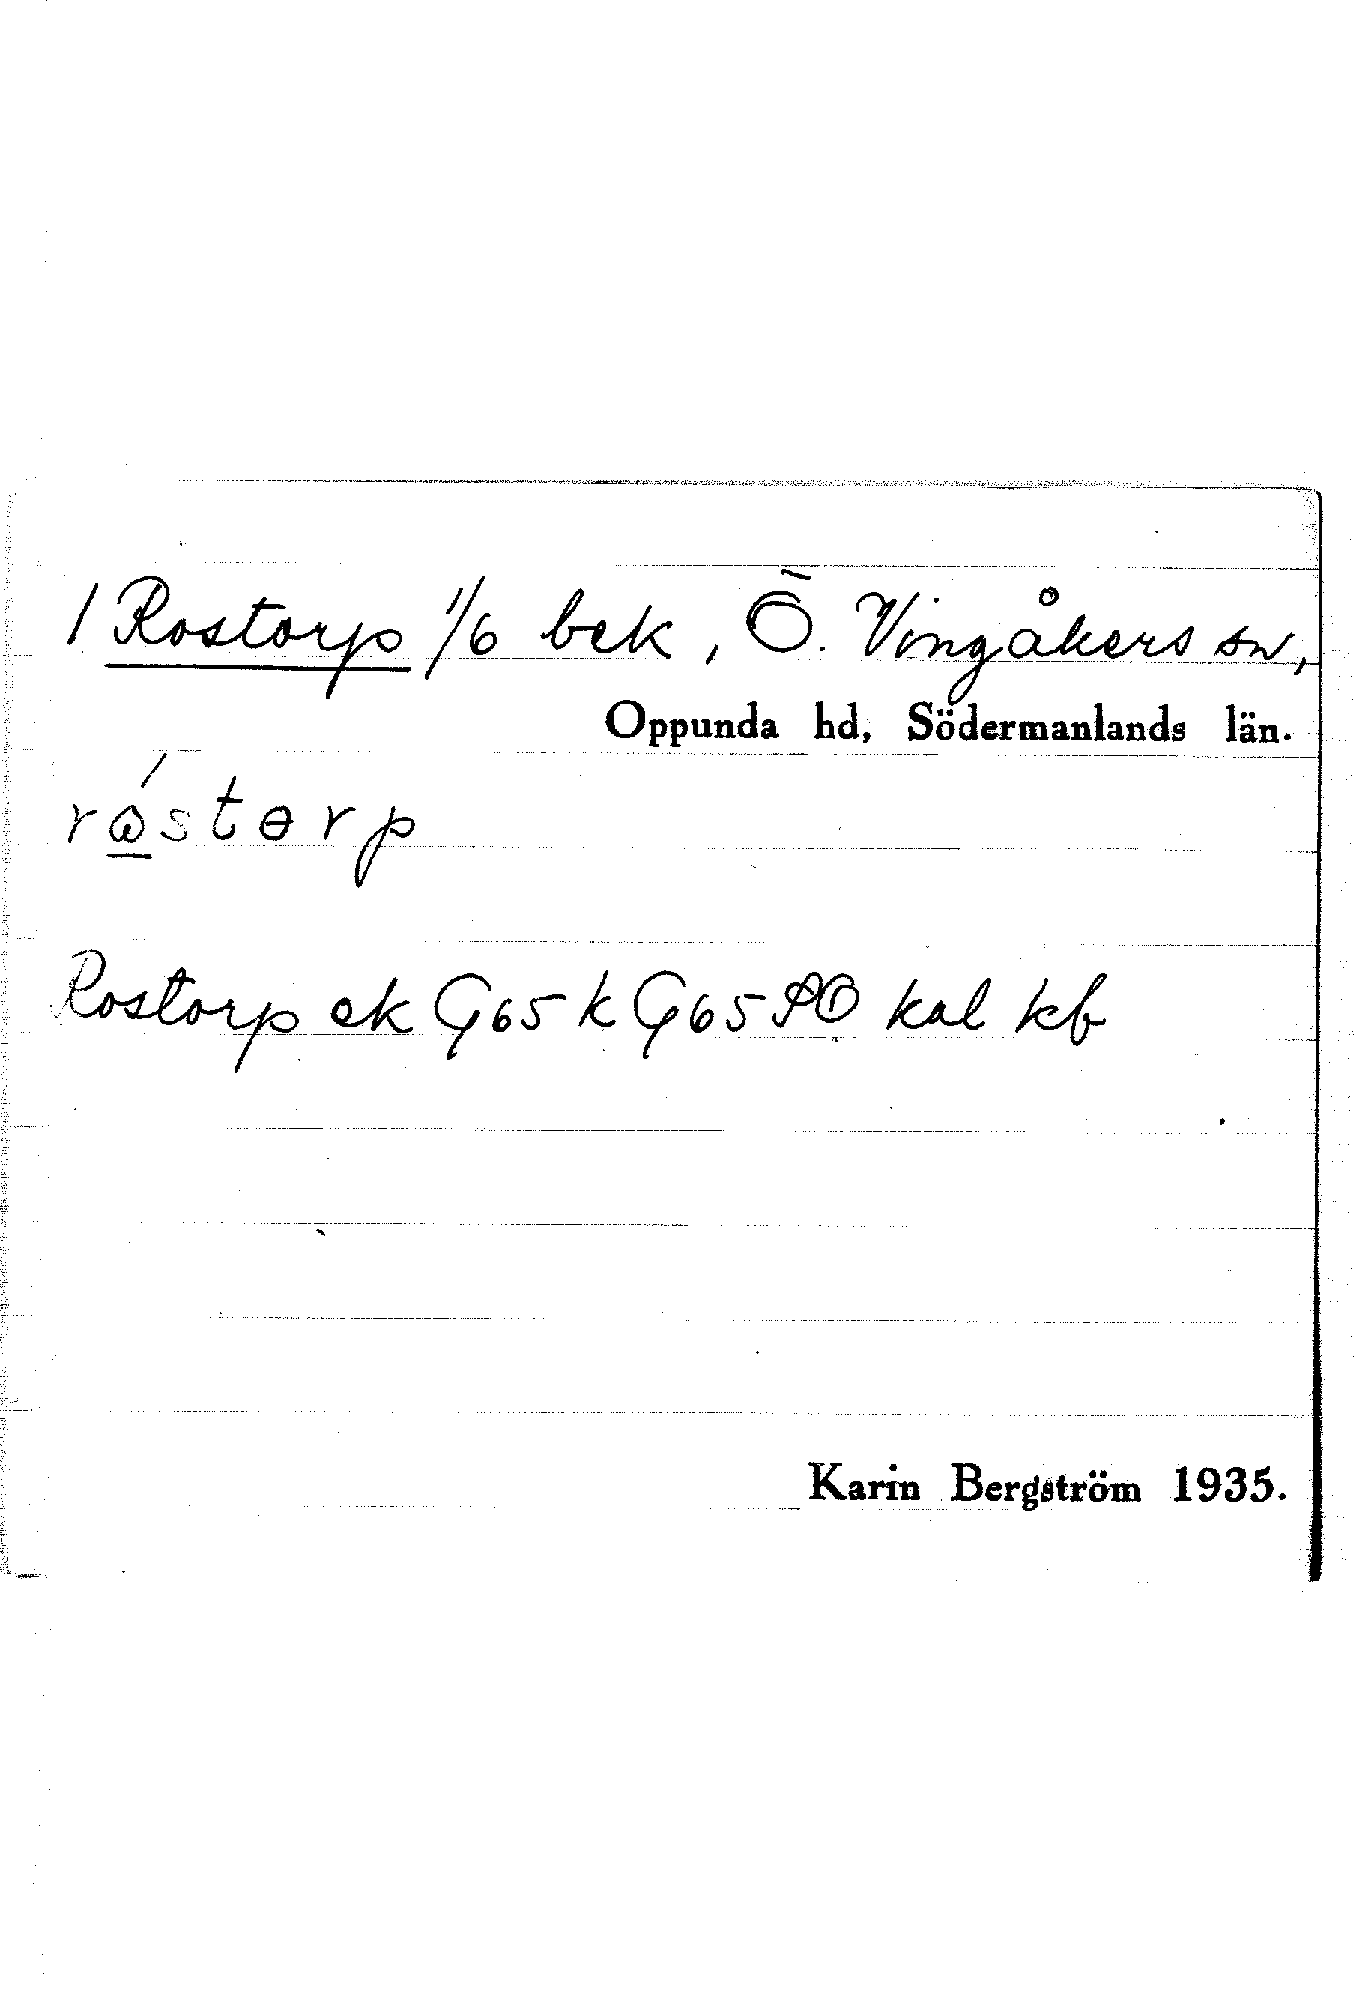 1 Rostorp 1/6 bek, Ö. Vingåkers sn,
Oppunda hd, Södermanlands län.
Rostorp ek G65 k G65 PO kal kb
Karin Bergström 1935.